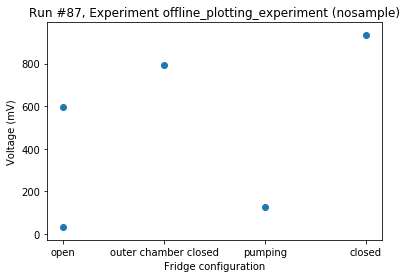 Run #87, Experiment offline_plotting_experiment (nosample)
Voltage (mV)
800
600
400
200
0
open outer chamber closed pumping closed
Fridge configuration